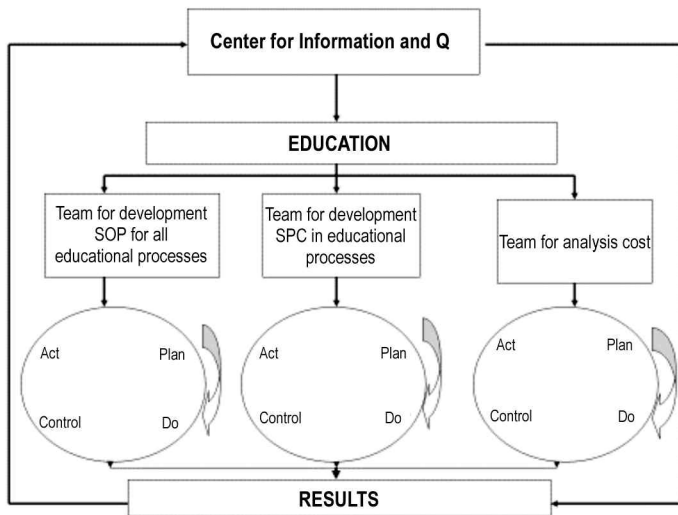 Center for Information and Q
EDUCATION
Team for development
SOP for all
educational processes
Team for development
SPC in educational
processes
Team for analysis cost
Act
Plan
Control
Do
Act
Plan
Control
Do
Act
Plan
Control
Do
RESULTS